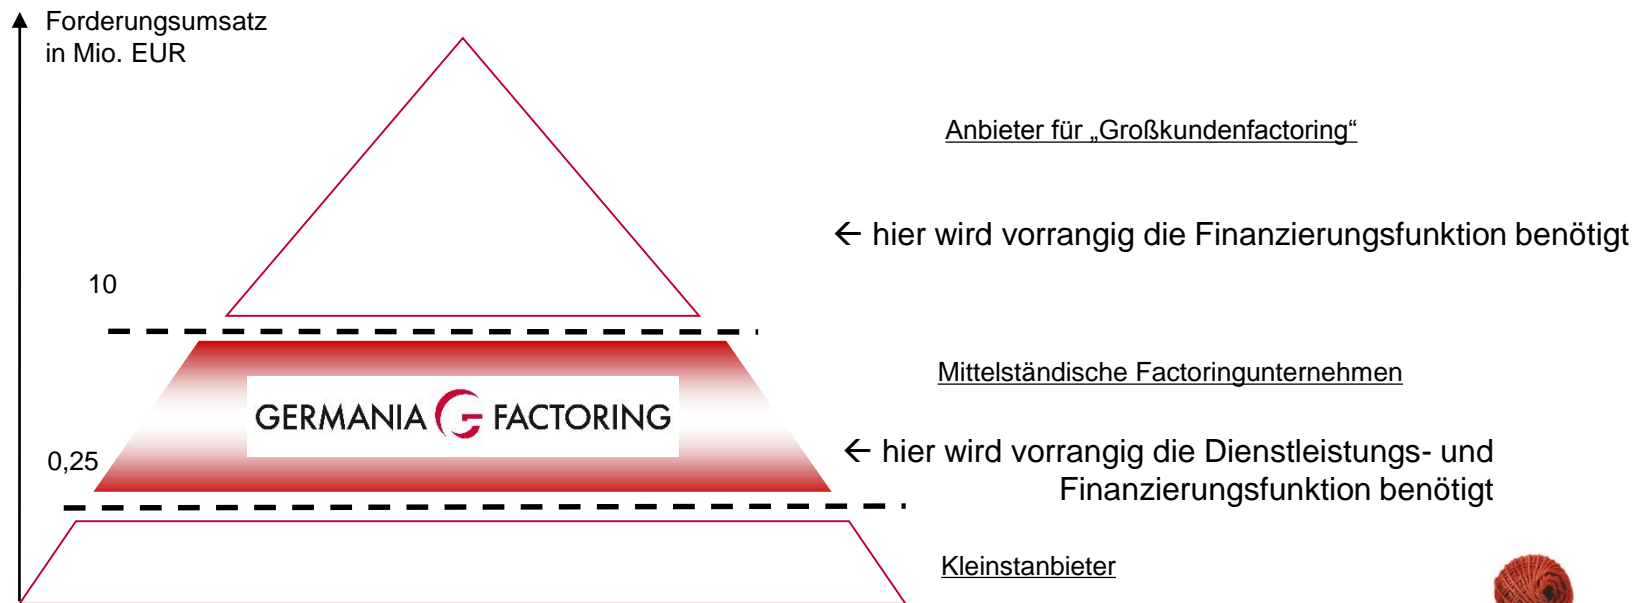 Forderungsumsatz
in Mio. EUR
Anbieter für „Großkundenfactoring“
← hier wird vorrangig die Finanzierungsfunktion benötigt
10
Mittelständische Factoringunternehmen
GERMANIA FACTORING
0,25
← hier wird vorrangig die Dienstleistungs- und
Finanzierungsfunktion benötigt
Kleinstanbieter